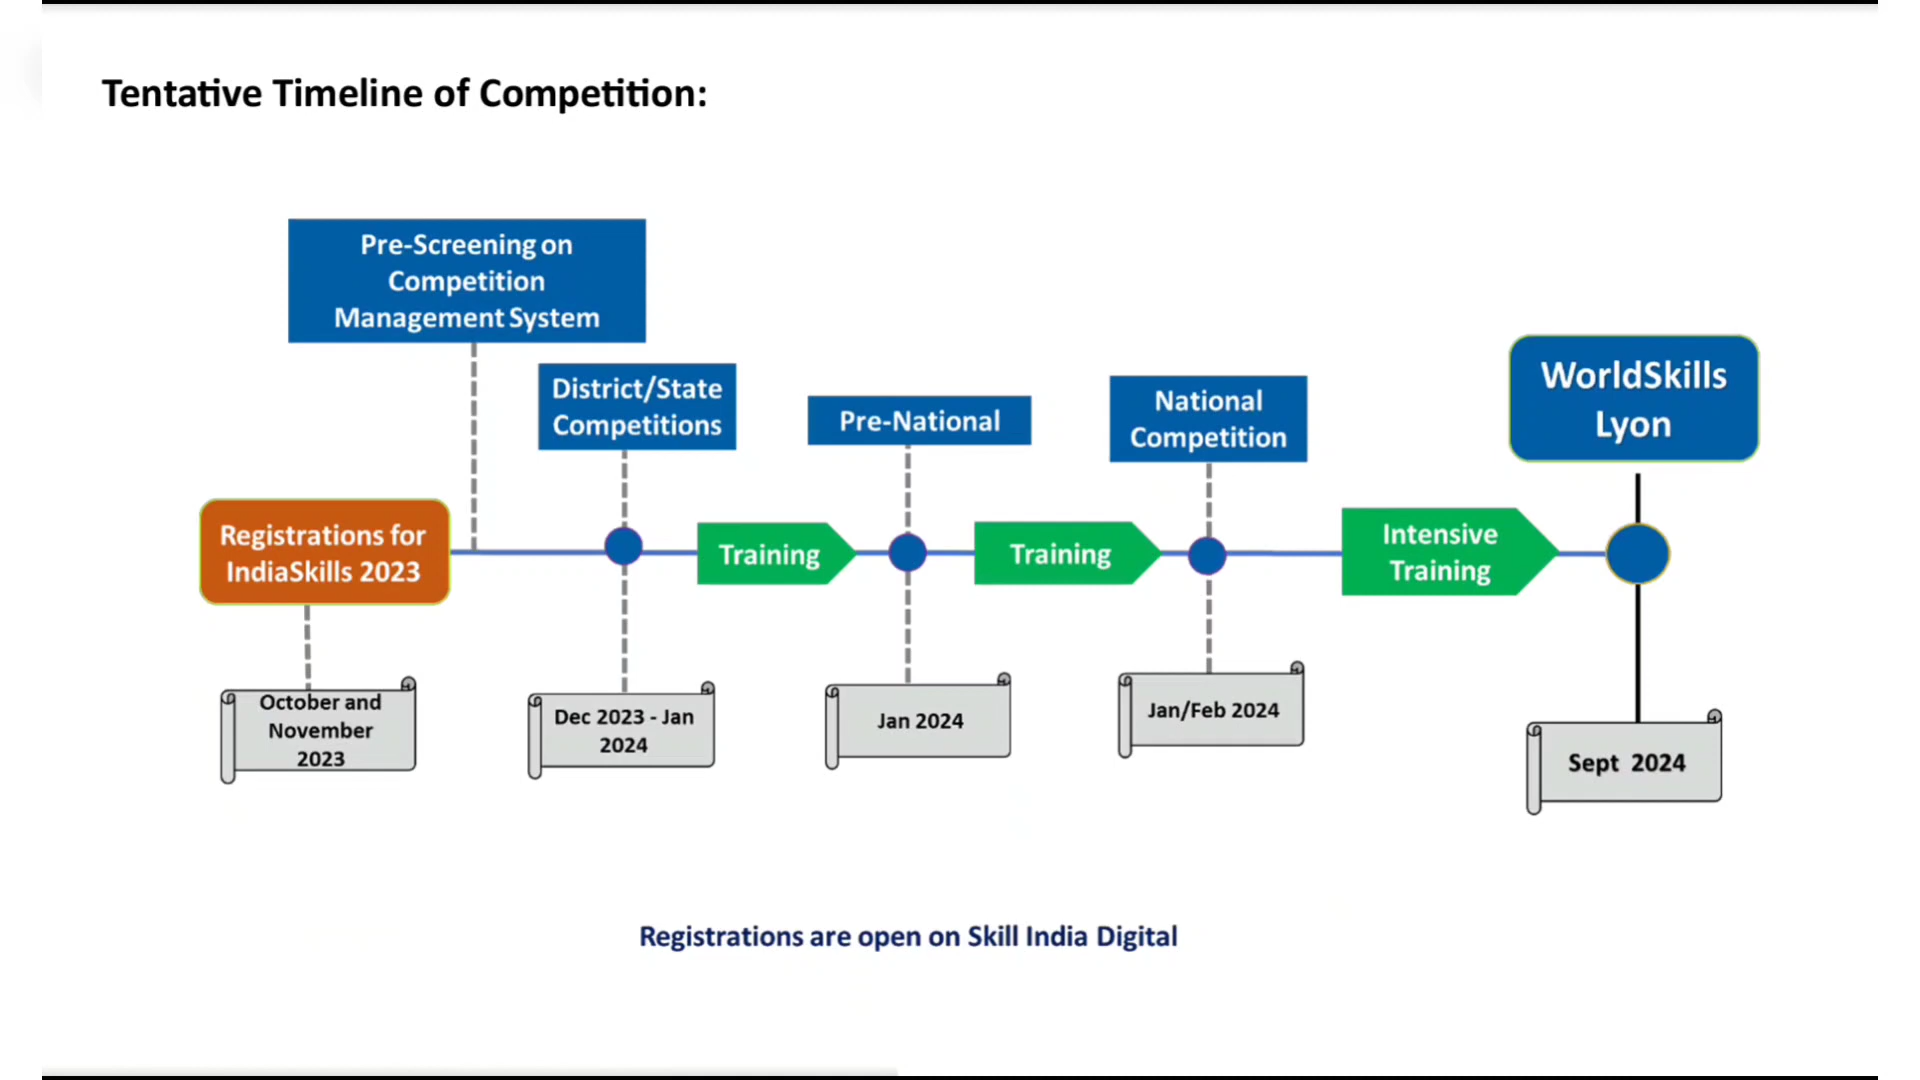 Tentative Timeline of Competition:
Pre-Screening on
Competition
Management System
District/State
Competitions
Pre-National
National
Competition
WorldSkills
Lyon
Registrations for
IndiaSkills 2023
Training
Training
Intensive
Training
October and
November
2023
Dec 2023 - Jan
2024
Jan 2024
Jan/Feb 2024
Sept 2024
Registrations are open on Skill India Digital